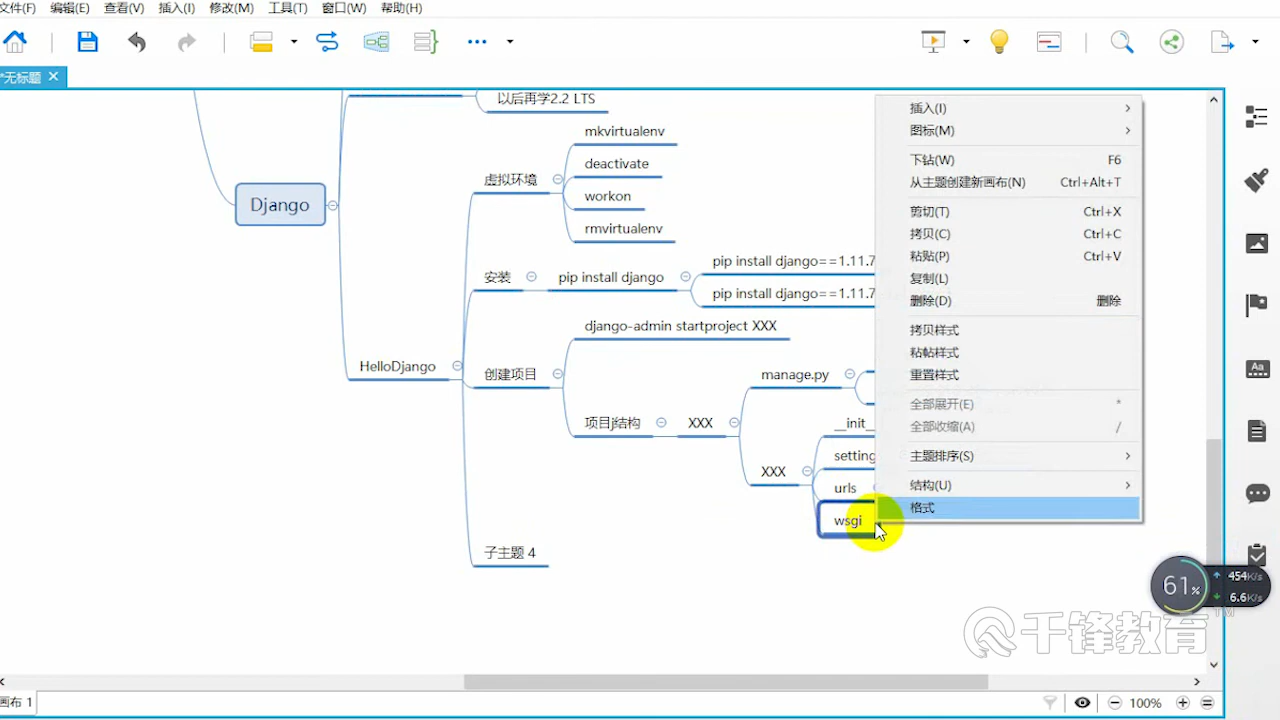 文件(F) 编辑(E) 查看(V) 插入(I) 修改(M) 工具(T) 窗口(W) 帮助(H)
*无标题
以后再学2.2 LTS
mkvirtualenv
deactivate
虚拟环境
workon
rmvirtualenv
Django
pip install django==1.11.7
安装
pip install django
pip install django==1.11.7
django-admin startproject XXX
HelloDjango
创建项目
manage.py
项目j结构
XXX
__init_
setting
XXX
urls
wsgi
子主题 4
插入(I)
图标(M)
下钻(W) F6
从主题创建新画布(N) Ctrl+Alt+T
剪切(T) Ctrl+X
拷贝(C) Ctrl+C
粘贴(P) Ctrl+V
复制(L)
删除(D) 删除
拷贝样式
粘帖样式
重置样式
全部展开(E) *
全部收缩(A) /
主题排序(S)
结构(U)
格式
Aa
61%
454K/s
6.6K/s
千锋教育
TM
画布 1
100%